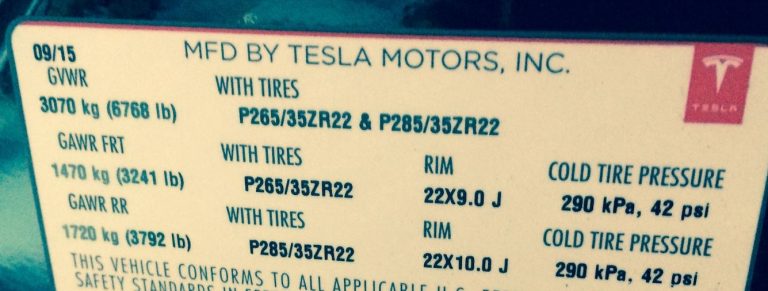 09/15 MFD BY TESLA MOTORS, INC.
TESLA
GVWR WITH TIRES
3070 kg (6768 lb) P265/35ZR22 & P285/35ZR22
GAWR FRT WITH TIRES RIM COLD TIRE PRESSURE
1470 kg (3241 lb) P265/35ZR22 22X9.0 J 290 kPa, 42 psi
GAWR RR WITH TIRES RIM COLD TIRE PRESSURE
1720 kg (3792 lb) P285/35ZR22 22X10.0 J 290 kPa, 42 psi
THIS VEHICLE CONFORMS TO ALL APPLICABLE
SAFETY STANDARDS IN